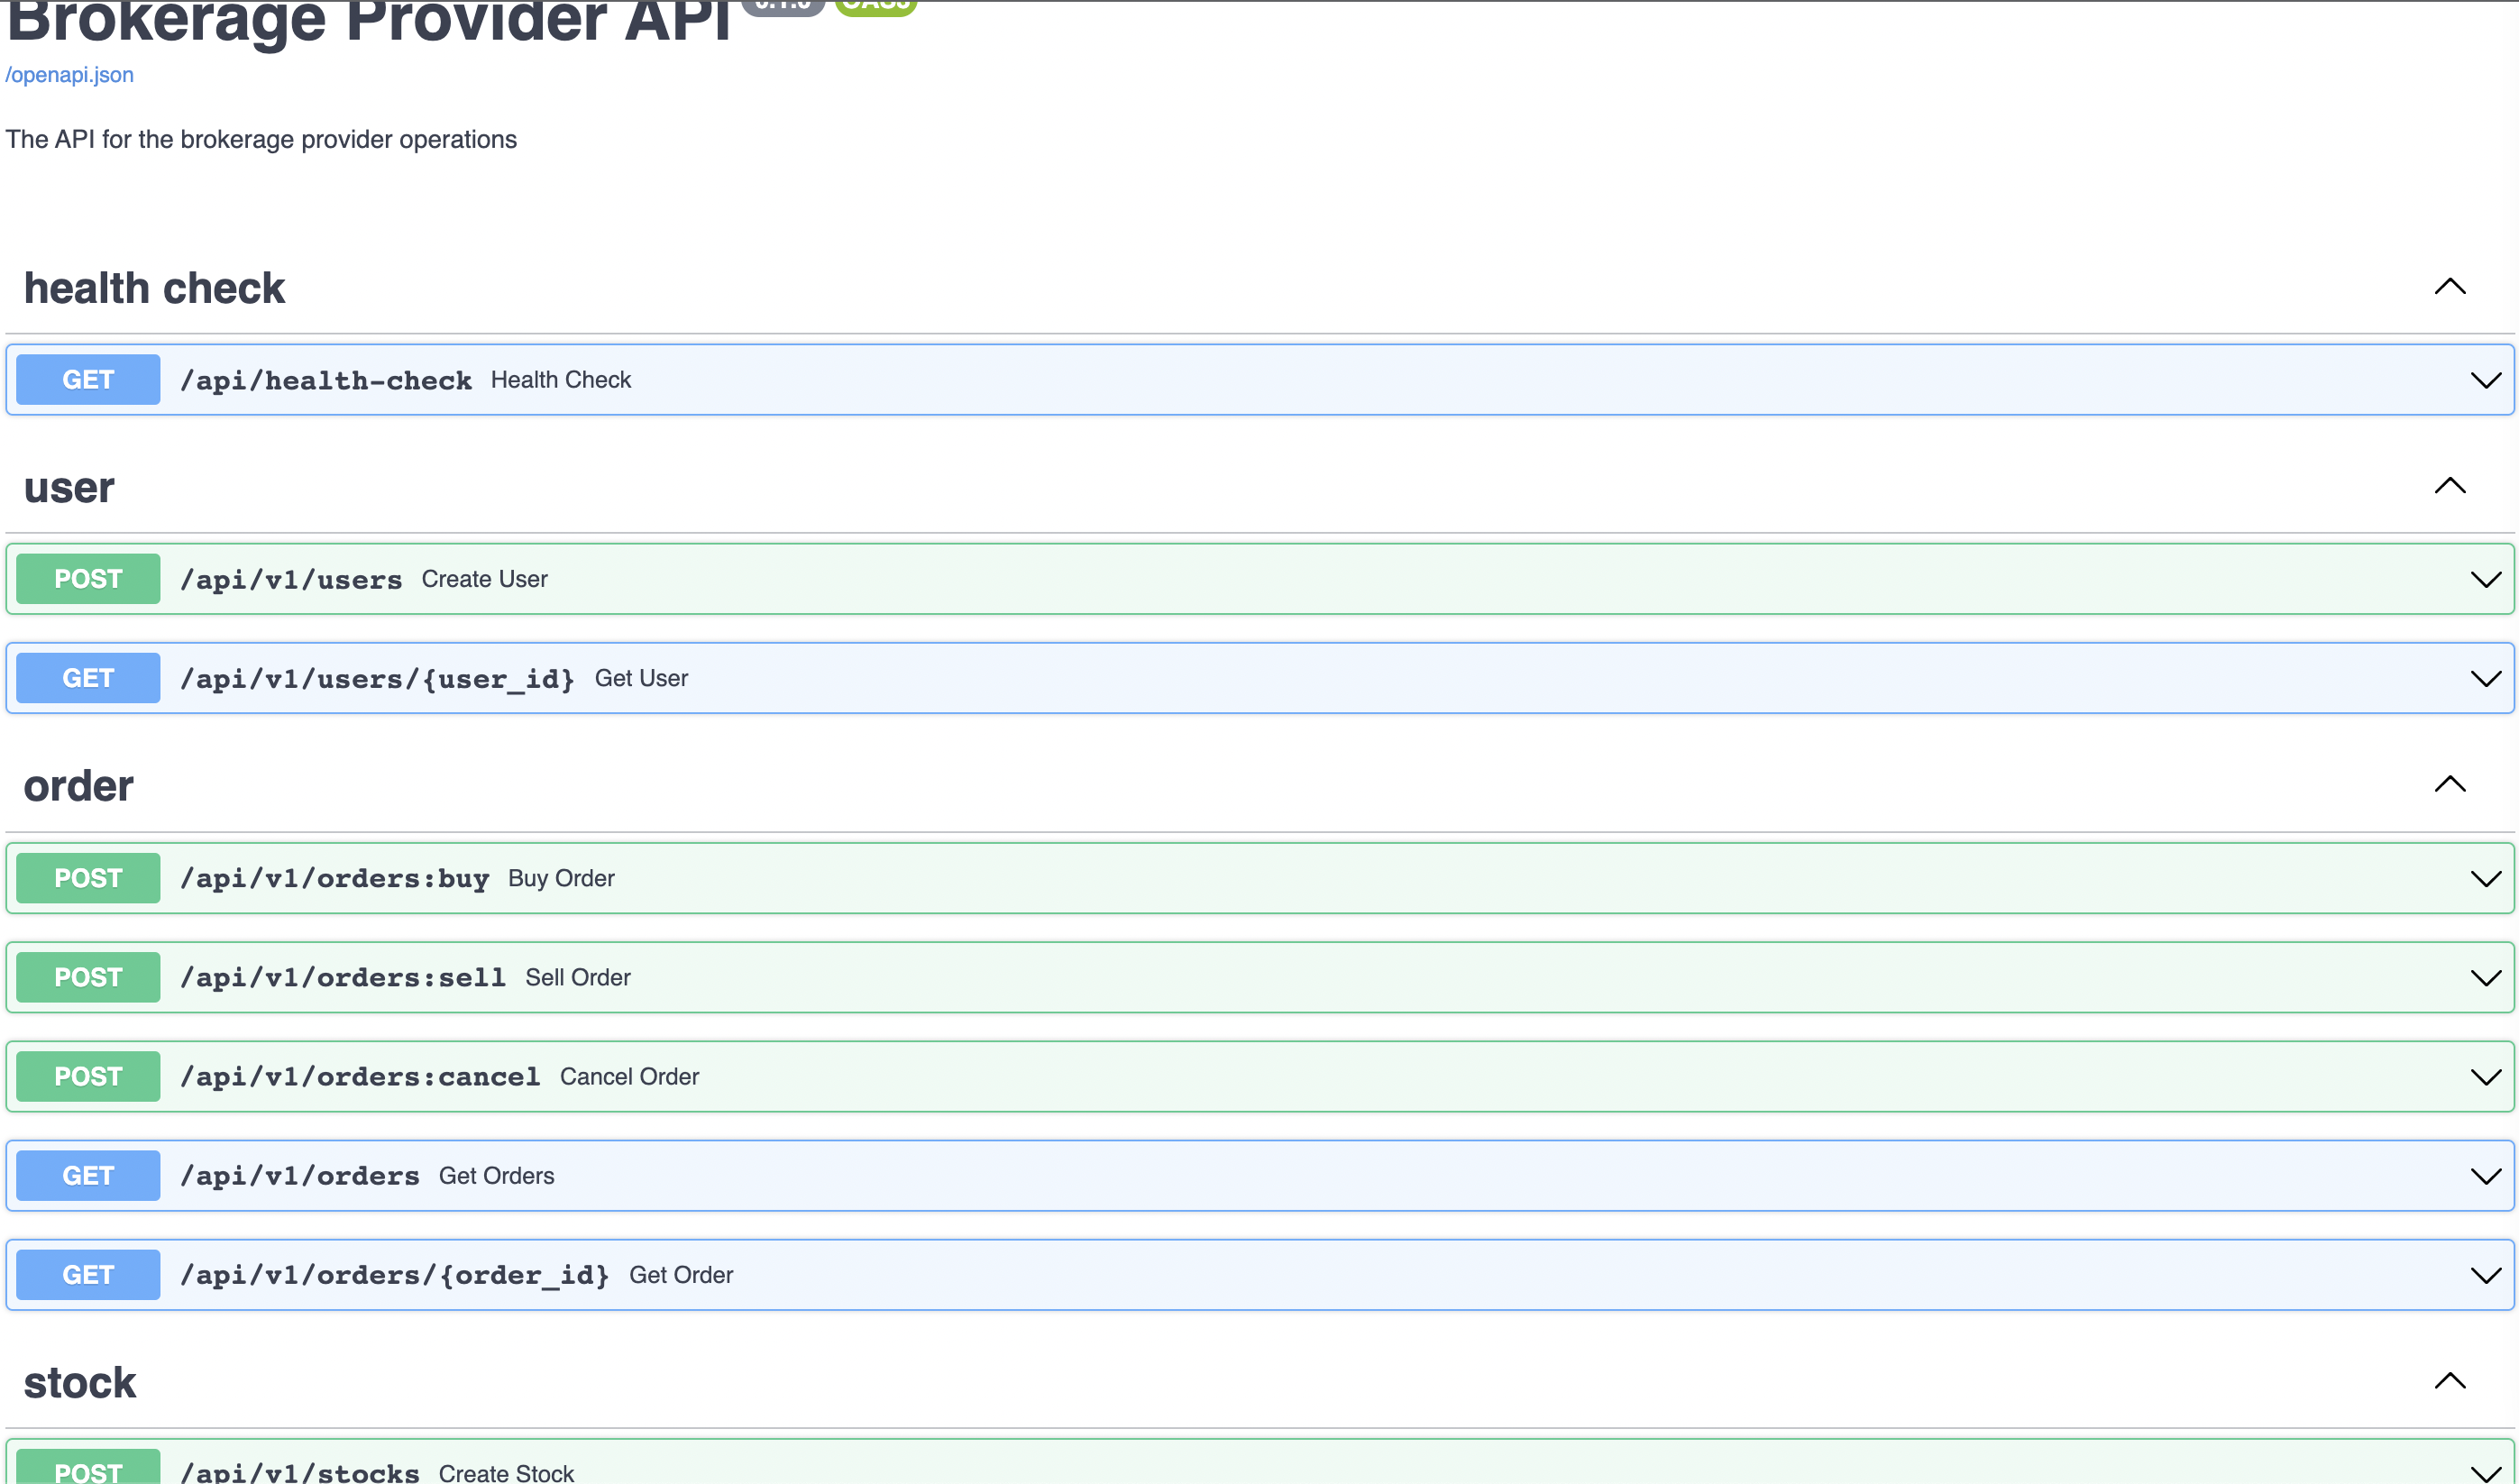 Brokerage Provider API
/openapi.json
The API for the brokerage provider operations
health check
GET /api/health-check Health Check
user
POST /api/v1/users Create User
GET /api/v1/users/{user_id} Get User
order
POST /api/v1/orders:buy Buy Order
POST /api/v1/orders:sell Sell Order
POST /api/v1/orders:cancel Cancel Order
GET /api/v1/orders Get Orders
GET /api/v1/orders/{order_id} Get Order
stock
POST /api/v1/stocks Create Stock